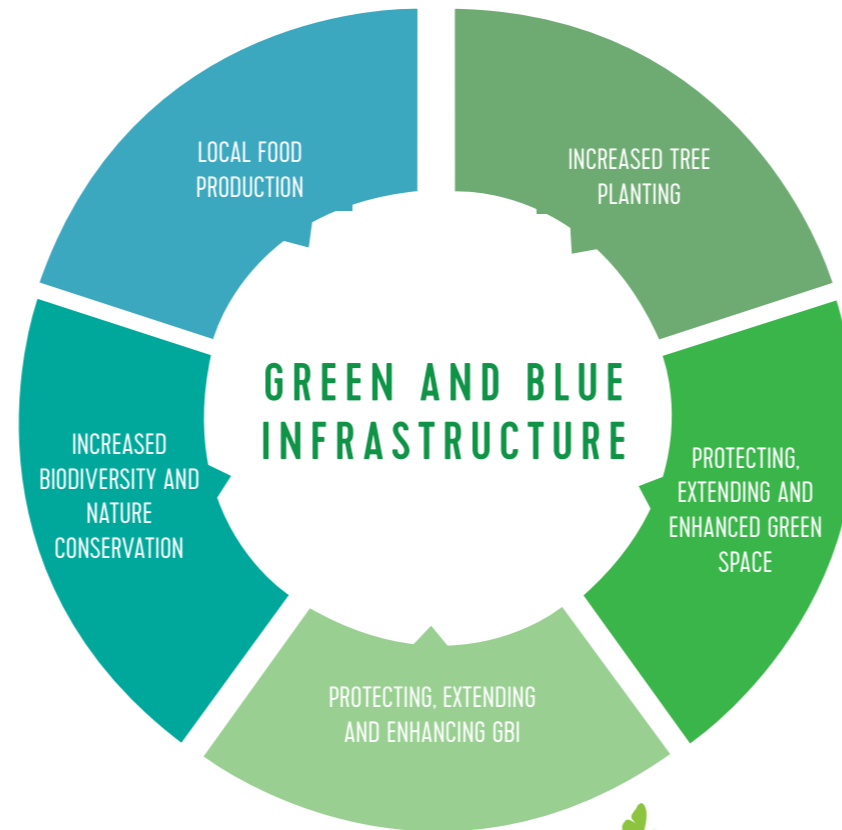 LOCAL FOOD
PRODUCTION
INCREASED TREE
PLANTING
GREEN AND BLUE
INFRASTRUCTURE
INCREASED
BIODIVERSITY AND
NATURE
CONSERVATION
PROTECTING,
EXTENDING AND
ENHANCED GREEN
SPACE
PROTECTING, EXTENDING
AND ENHANCING GBI